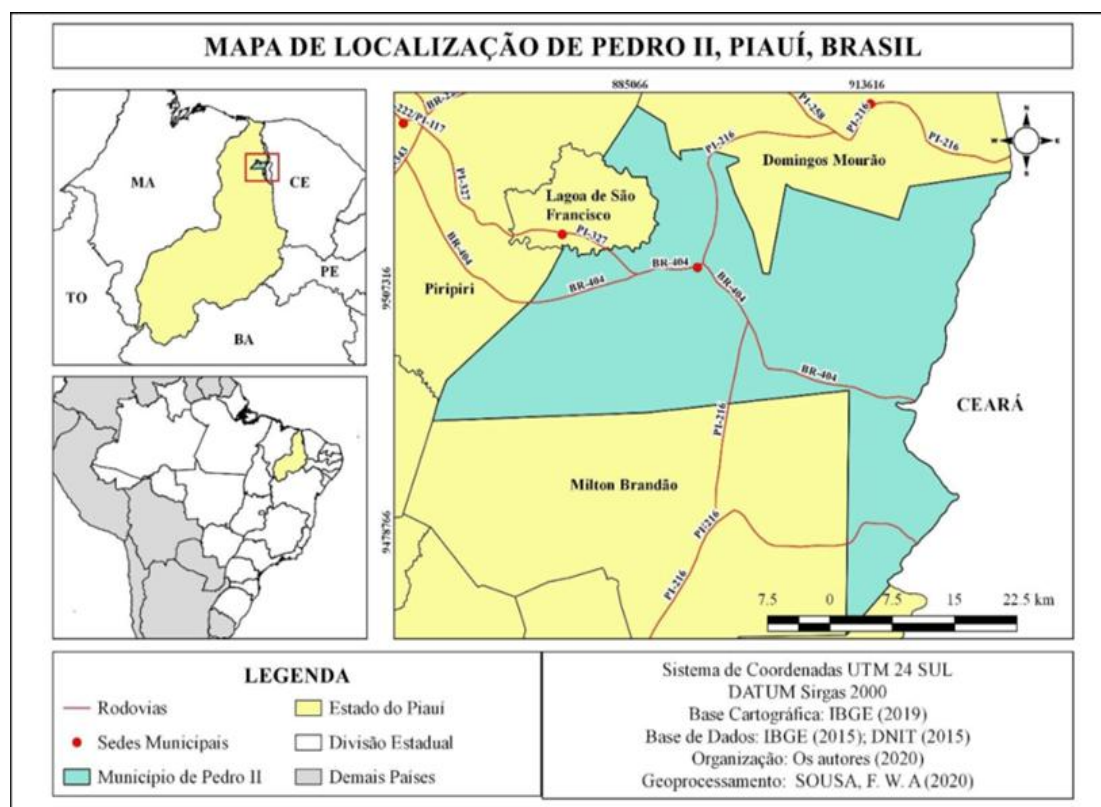 MAPA DE LOCALIZAÇÃO DE PEDRO II, PIAUÍ, BRASIL
MA
CE
TO
PE
BA
885066
913616
9507316
9478766
222/PI-117
343
PI-327
BR-404
Piripiri
Lagoa de São
Francisco
PI-327
BR-404
BR-404
BR-404
BR-404
PI-216
PI-258
PI-216
PI-216
Domingos Mourão
CEARÁ
PI-216
Milton Brandão
PI-216
PI-216
7.5 0 7.5 15 22.5 km
LEGENDA
Rodovias
Sedes Municipais
Município de Pedro II
Estado do Piauí
Divisão Estadual
Demais Países
Sistema de Coordenadas UTM 24 SUL
DATUM Sirgas 2000
Base Cartográfica: IBGE (2019)
Base de Dados: IBGE (2015); DNIT (2015)
Organização: Os autores (2020)
Geoprocessamento: SOUSA, F. W. A (2020)